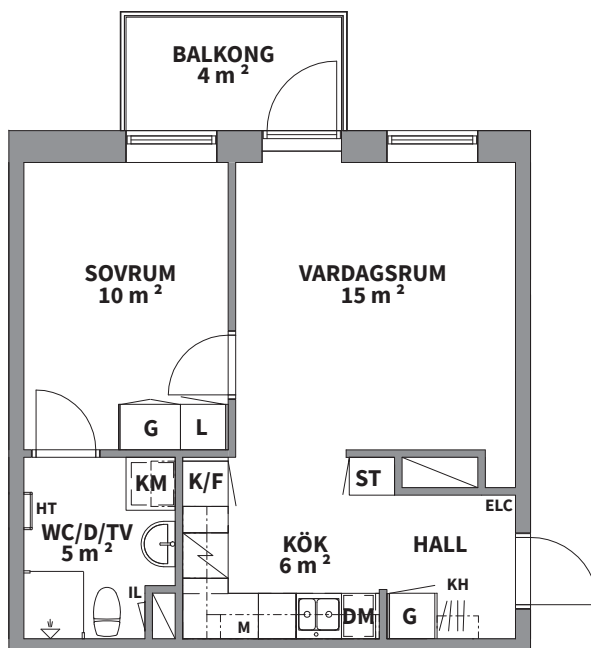 BALKONG
4 m ²
SOVRUM
10 m ²
VARDAGSRUM
15 m ²
G
L
KM
K/F
ST
HT
WC/D/TV
5 m ²
ELC
KÖK
6 m ²
HALL
IL
KH
M
DM
G